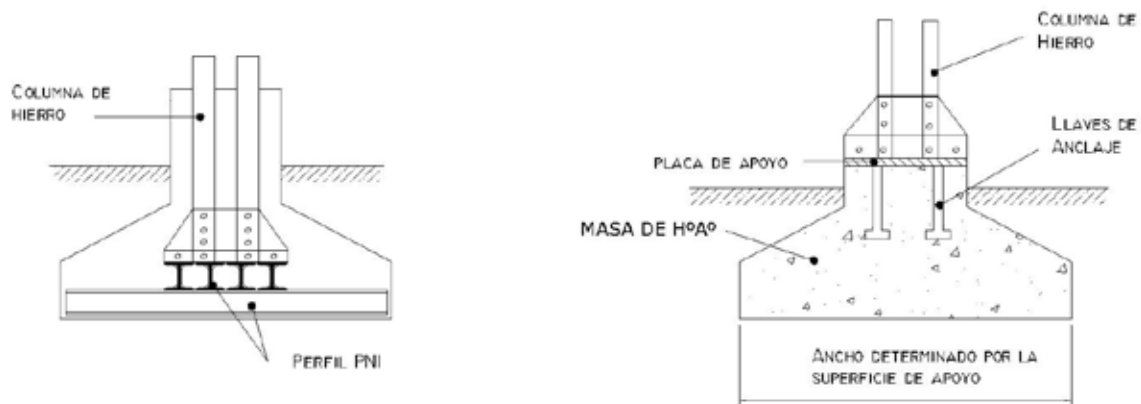 COLUMNA DE
HIERRO
PERFIL PNI
COLUMNA DE
HIERRO
LLAVES DE
ANCLAJE
PLACA DE APOYO
MASA DE HºAº
ANCHO DETERMINADO POR LA
SUPERFICIE DE APOYO